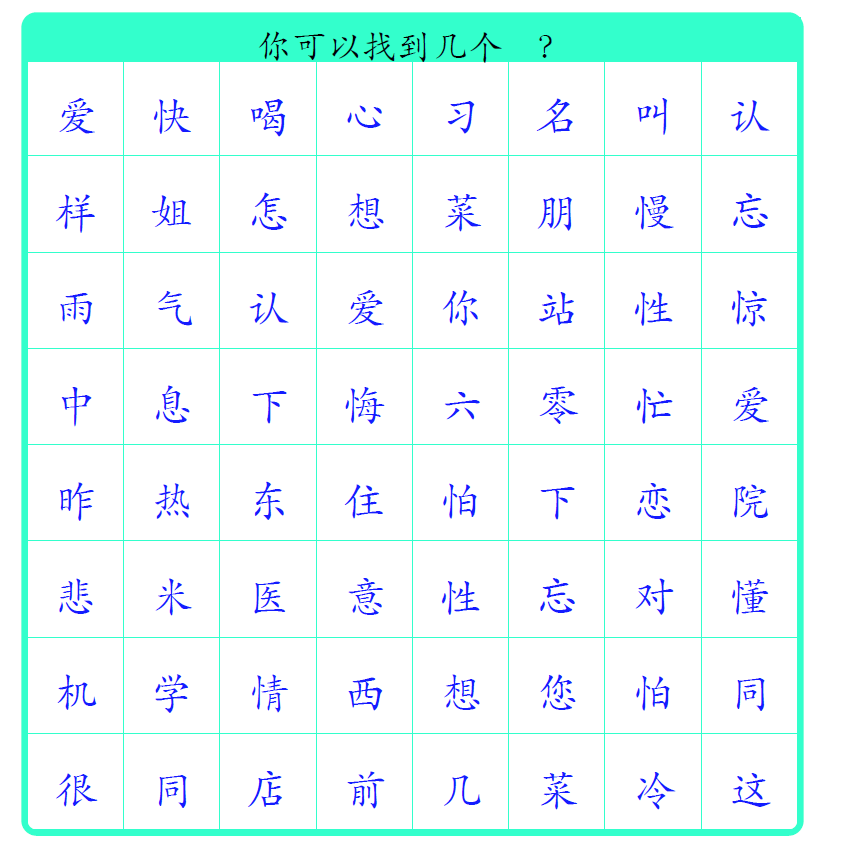 你可以找到几个 ?
爱 快 喝 心 习 名 叫 认
样 姐 怎 想 菜 朋 慢 忘
雨 气 认 爱 你 站 性 惊
中 息 下 悔 六 零 忙 爱
昨 热 东 住 怕 下 恋 院
悲 米 医 意 性 忘 对 懂
机 学 情 西 想 您 怕 同
很 同 店 前 几 菜 冷 这